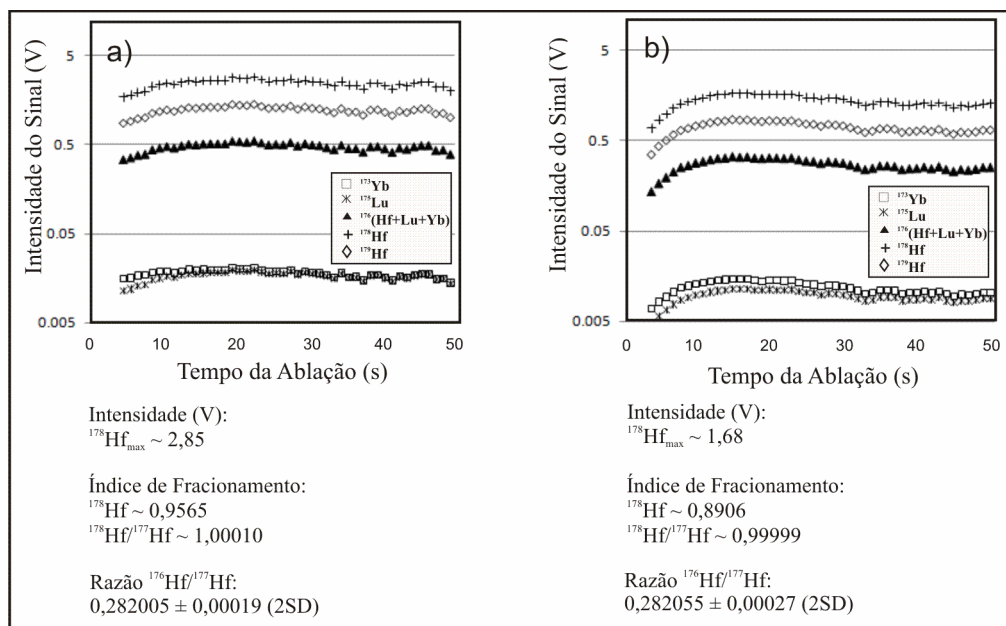 a)
Intensidade do Sinal (V)
5
0.5
0.05
0.005
¹⁷³Yb
¹⁷⁵Lu
¹⁷⁶(Hf+Lu+Yb)
¹⁷⁸Hf
¹⁷⁹Hf
0 10 20 30 40 50
Tempo da Ablação (s)
Intensidade (V):
¹⁷⁸Hfmax ~ 2,85
Índice de Fracionamento:
¹⁷⁸Hf ~ 0,9565
¹⁷⁸Hf/¹⁷⁷Hf ~ 1,00010
Razão ¹⁷⁶Hf/¹⁷⁷Hf:
0,282005 ± 0,00019 (2SD)
b)
Intensidade do Sinal (V)
5
0.5
0.05
0.005
¹⁷³Yb
¹⁷⁵Lu
¹⁷⁶(Hf+Lu+Yb)
¹⁷⁸Hf
¹⁷⁹Hf
0 10 20 30 40 50
Tempo da Ablação (s)
Intensidade (V):
¹⁷⁸Hfmax ~ 1,68
Índice de Fracionamento:
¹⁷⁸Hf ~ 0,8906
¹⁷⁸Hf/¹⁷⁷Hf ~ 0,99999
Razão ¹⁷⁶Hf/¹⁷⁷Hf:
0,282055 ± 0,00027 (2SD)